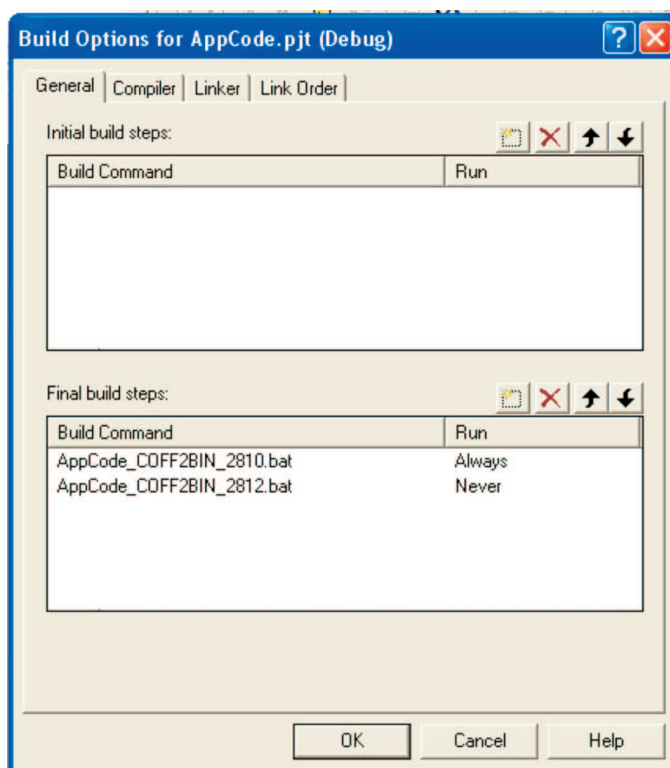 Build Options for AppCode.pjt (Debug)
General Compiler Linker Link Order
Initial build steps:
Build Command Run
Final build steps:
Build Command Run
AppCode_COFF2BIN_2810.bat Always
AppCode_COFF2BIN_2812.bat Never
OK Cancel Help